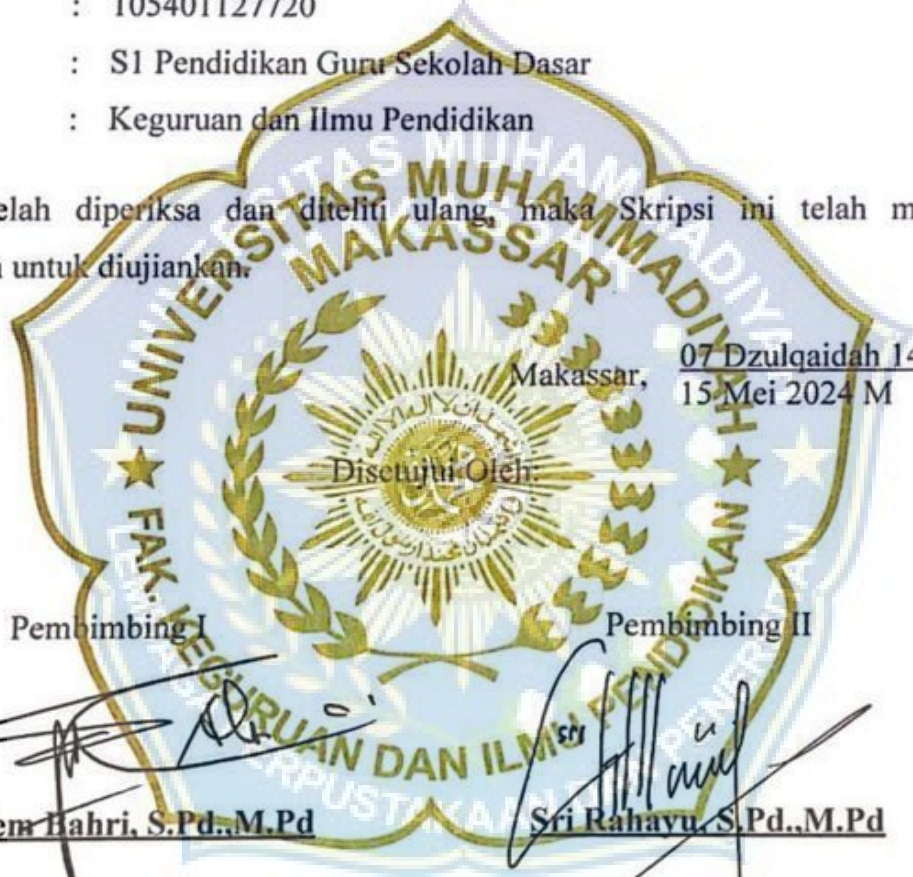 : 105401127720
: S1 Pendidikan Guru Sekolah Dasar
: Keguruan dan Ilmu Pendidikan
elah diperiksa dan diteliti ulang, maka Skripsi ini telah m
untuk diujiankan.
UNIVERSITAS MUHAMMADIYAH
MAKASSAR
Makassar, 07 Dzulqaidah 14
15 Mei 2024 M
Disetujui Oleh:
FAK. KEGURUAN DAN ILMU PENDIDIKAN
Pembimbing I Pembimbing II
em Bahri, S.Pd.,M.Pd Sri Rahayu, S.Pd.,M.Pd